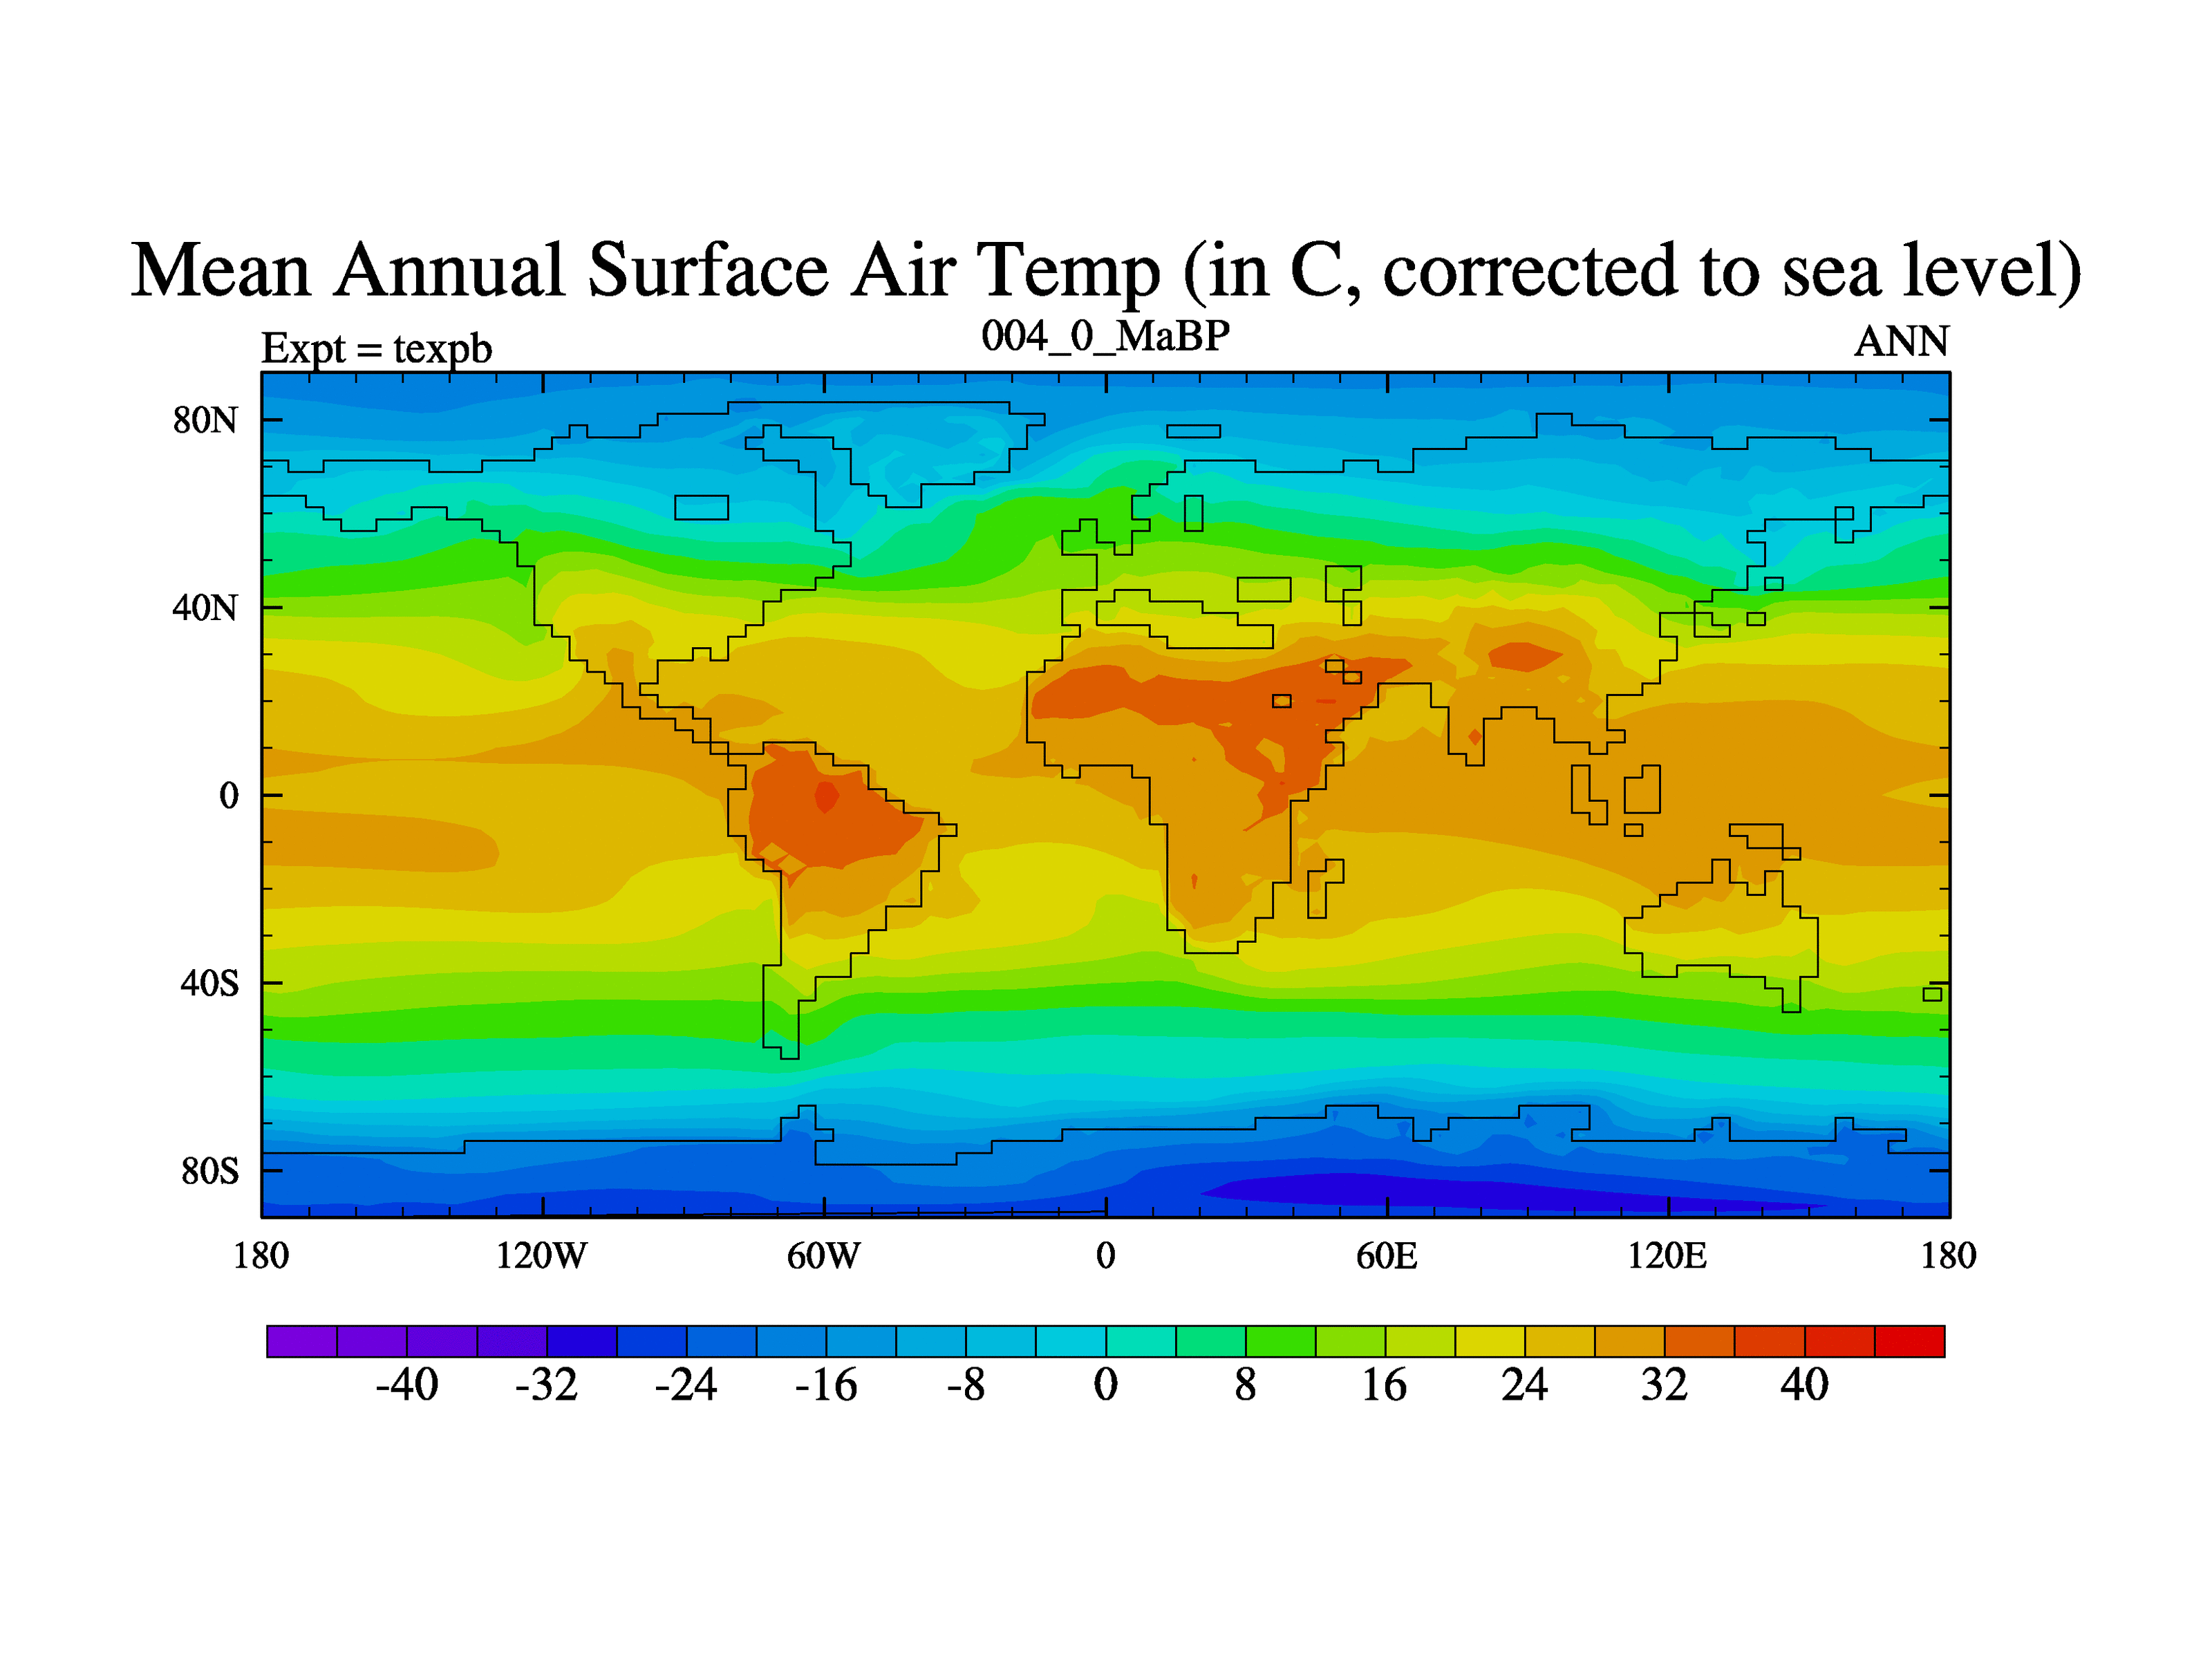 Mean Annual Surface Air Temp (in C, corrected to sea level)
Expt = texpb 004_0_MaBP ANN
80N
40N
0
40S
80S
180 120W 60W 0 60E 120E 180
-40 -32 -24 -16 -8 0 8 16 24 32 40